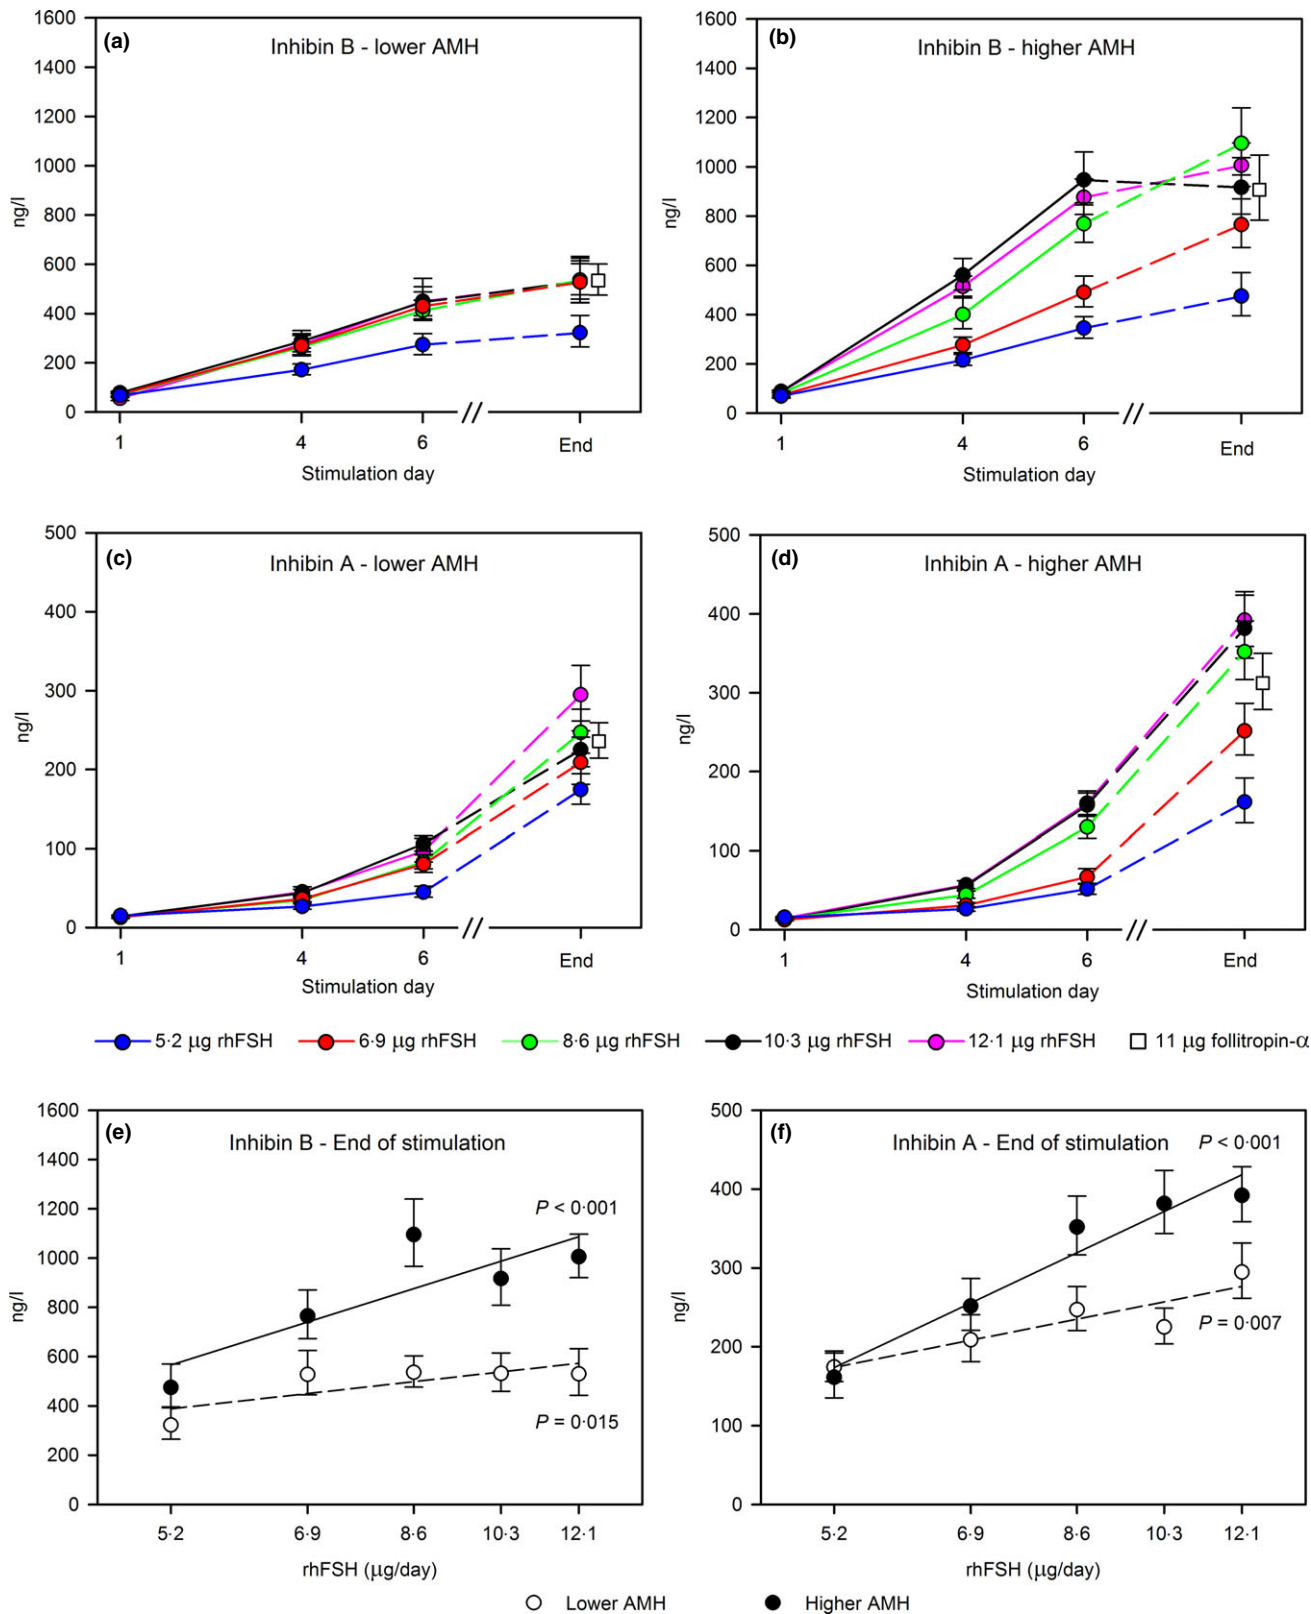 (a)
Inhibin B - lower AMH
1600
1400
1200
1000
800
600
400
200
0
ng/l
1
4
6
End
Stimulation day
(b)
Inhibin B - higher AMH
1600
1400
1200
1000
800
600
400
200
0
ng/l
1
4
6
End
Stimulation day
(c)
Inhibin A - lower AMH
500
400
300
200
100
0
ng/l
1
4
6
End
Stimulation day
(d)
Inhibin A - higher AMH
500
400
300
200
100
0
ng/l
1
4
6
End
Stimulation day
5·2 µg rhFSH
6·9 µg rhFSH
8·6 µg rhFSH
10·3 µg rhFSH
12·1 µg rhFSH
11 µg follitropin-α
(e)
Inhibin B - End of stimulation
1600
1400
1200
1000
800
600
400
200
0
ng/l
P < 0·001
P = 0·015
5·2
6·9
8·6
10·3
12·1
rhFSH (µg/day)
(f)
Inhibin A - End of stimulation
500
400
300
200
100
0
ng/l
P < 0·001
P = 0·007
5·2
6·9
8·6
10·3
12·1
rhFSH (µg/day)
Lower AMH
Higher AMH